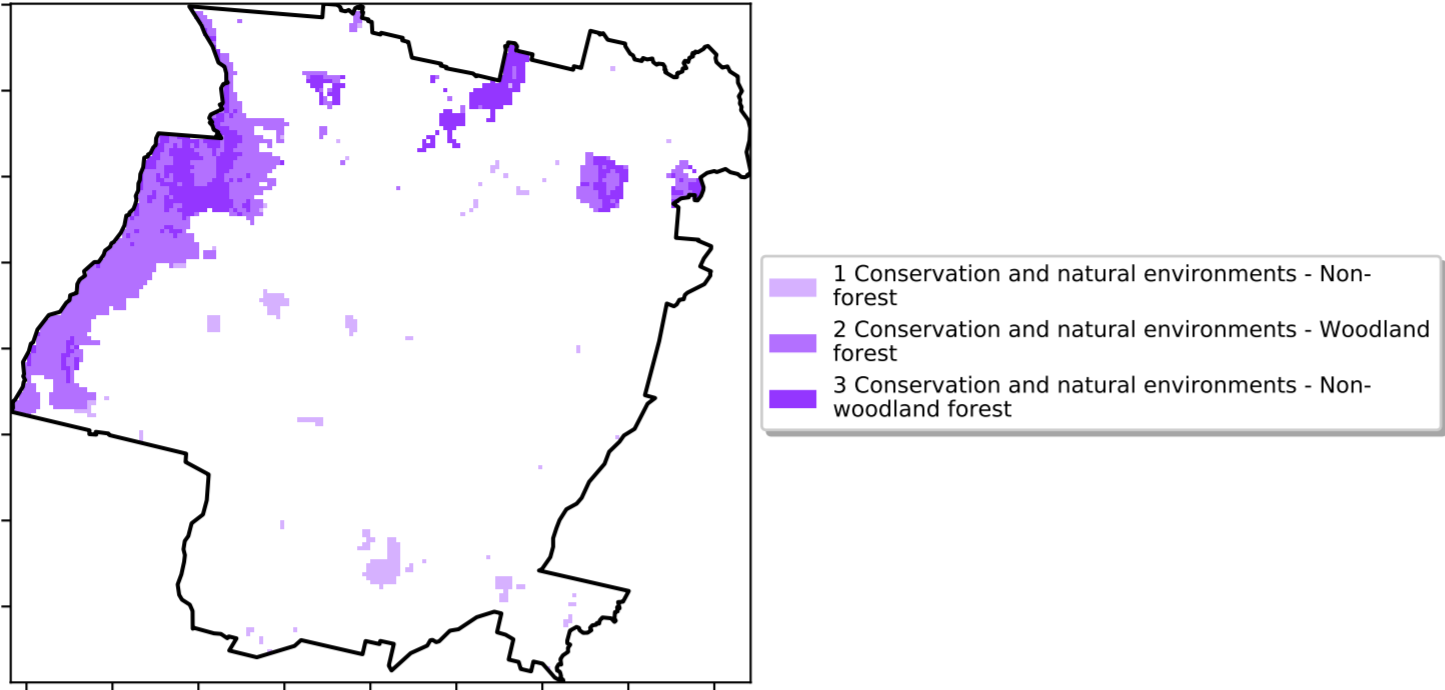 1 Conservation and natural environments - Non-
forest
2 Conservation and natural environments - Woodland
forest
3 Conservation and natural environments - Non-
woodland forest